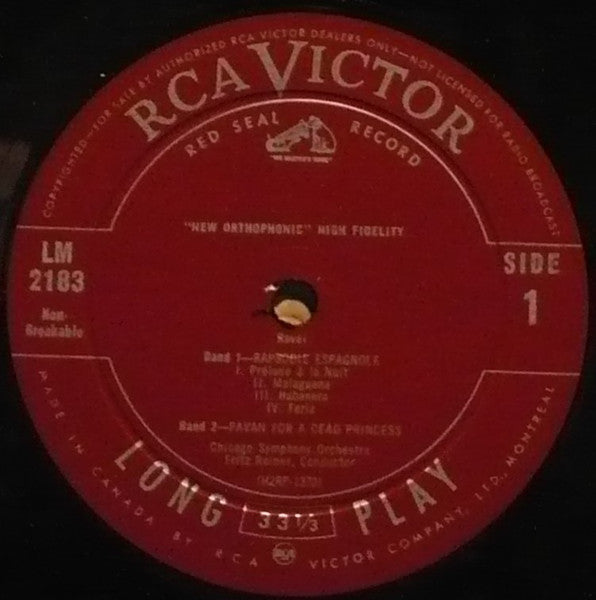 COPYRIGHTED—FOR SALE BY AUTHORIZED RCA VICTOR DEALERS ONLY—NOT LICENSED FOR RADIO BROADCAST
RCA VICTOR
RED SEAL RECORD
"HIS MASTER'S VOICE"
"NEW ORTHOPHONIC" HIGH FIDELITY
LM
2183
Non-
Breakable
SIDE
1
Ravel
Band 1—RAPSODIE ESPAGNOLE
I. Prélude à la Nuit
II. Malagueña
III. Habanera
IV. Feria
Band 2—PAVAN FOR A DEAD PRINCESS
Chicago Symphony Orchestra
Fritz Reiner, Conductor
LONG 33 1/3 PLAY
MADE IN CANADA BY RCA VICTOR COMPANY, LTD., MONTREAL
RCA